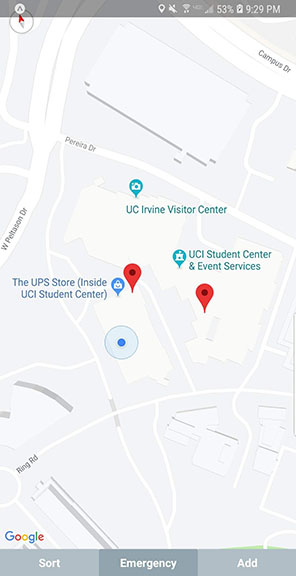 53% 9:29 PM
Campus Dr
Pereira Dr
W Peltason Dr
UC Irvine Visitor Center
UCI Student Center
& Event Services
The UPS Store (Inside
UCI Student Center)
Ring Rd
Google
Sort
Emergency
Add